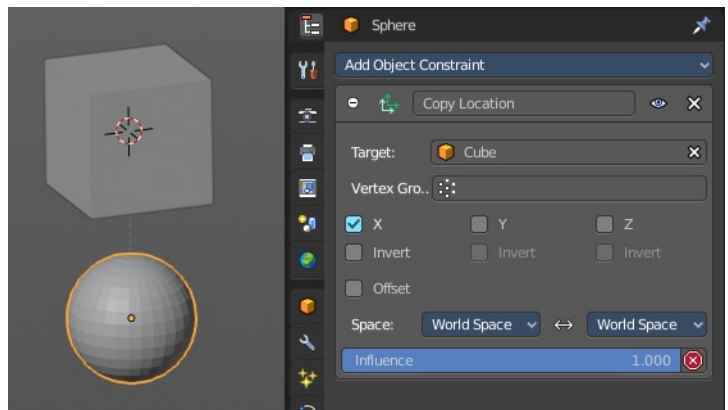 Sphere
Add Object Constraint
Copy Location
Target: Cube
Vertex Gro..
X Y Z
Invert Invert Invert
Offset
Space: World Space World Space
Influence 1.000